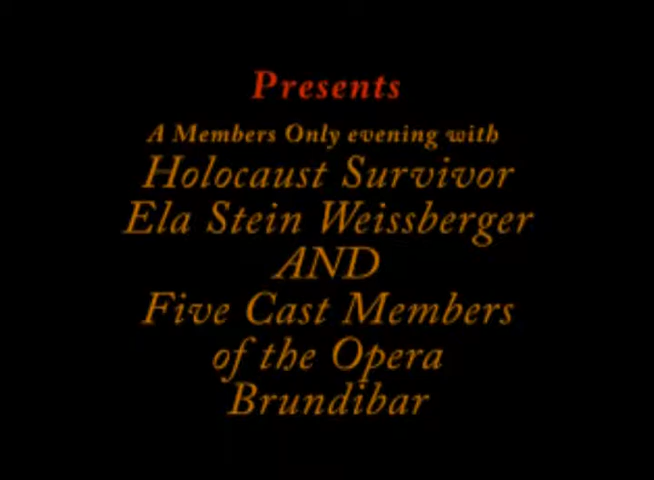 Presents
A Members Only evening with
Holocaust Survivor
Ela Stein Weissberger
AND
Five Cast Members
of the Opera
Brundibar